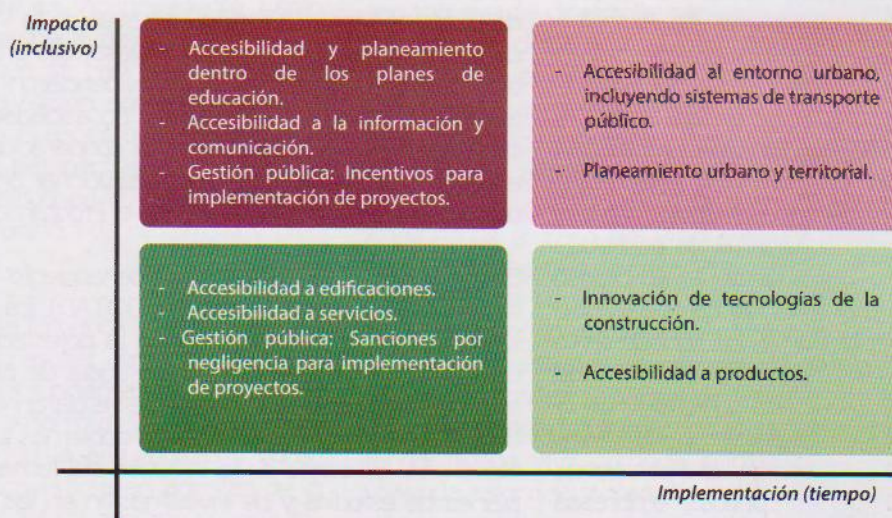 Impacto
(inclusivo)
- Accesibilidad y planeamiento
dentro de los planes de
educación.
- Accesibilidad a la información y
comunicación.
- Gestión pública: Incentivos para
implementación de proyectos.
- Accesibilidad al entorno urbano,
incluyendo sistemas de transporte
público.
- Planeamiento urbano y territorial.
- Accesibilidad a edificaciones.
- Accesibilidad a servicios.
- Gestión pública: Sanciones por
negligencia para implementación
de proyectos.
- Innovación de tecnologías de la
construcción.
- Accesibilidad a productos.
Implementación (tiempo)